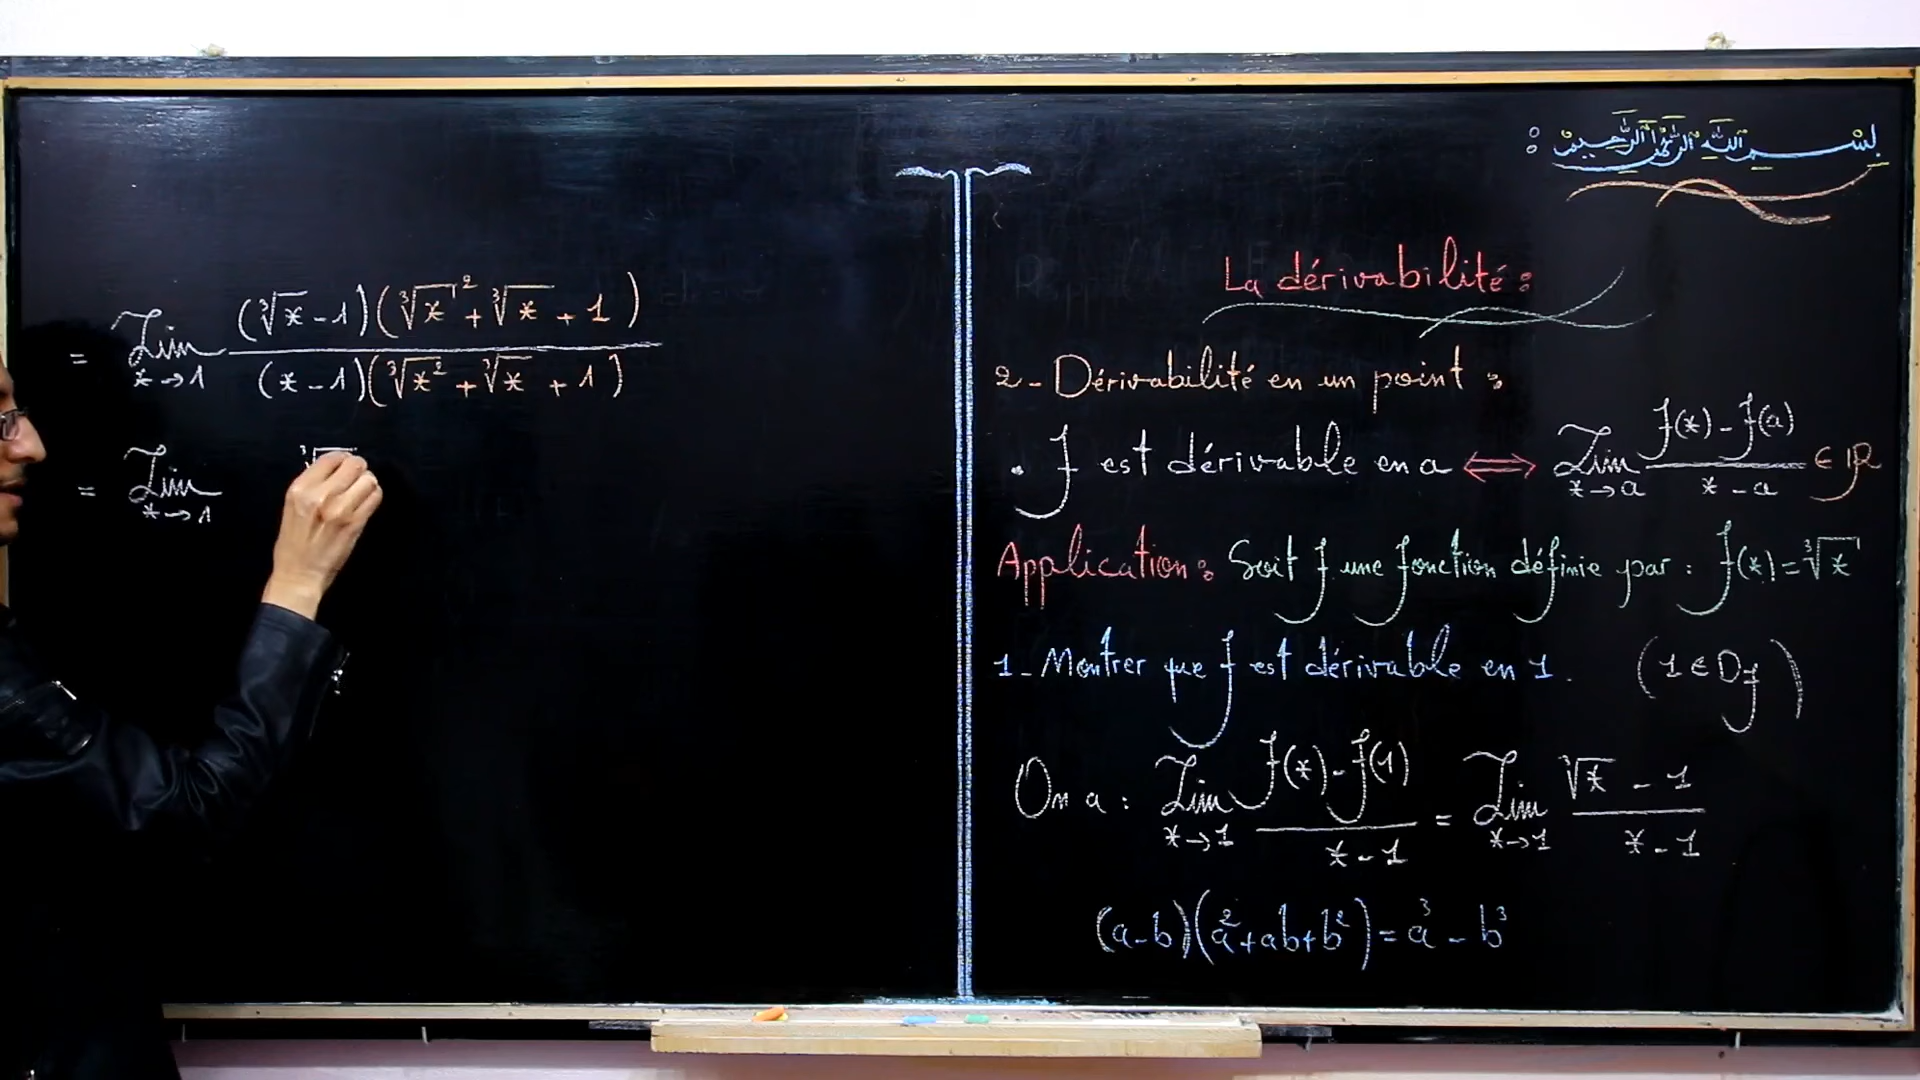 بسم الله الرحمن الرحيم :
La dérivabilité :
2 - Dérivabilité en un point :
. f est dérivable en a ⟺ Lim x→a (f(x) - f(a))/(x - a) ∈ ℝ
Application : Soit f une fonction définie par : f(x) = ∛x
1 - Montrer que f est dérivable en 1 . (1 ∈ Df)
On a : Lim x→1 (f(x) - f(1))/(x - 1) = Lim x→1 (∛x - 1)/(x - 1)
(a - b)(a² + ab + b²) = a³ - b³
= Lim x→1 ((∛x - 1)(∛x² + ∛x + 1))/((x - 1)(∛x² + ∛x + 1))
= Lim x→1 ∛